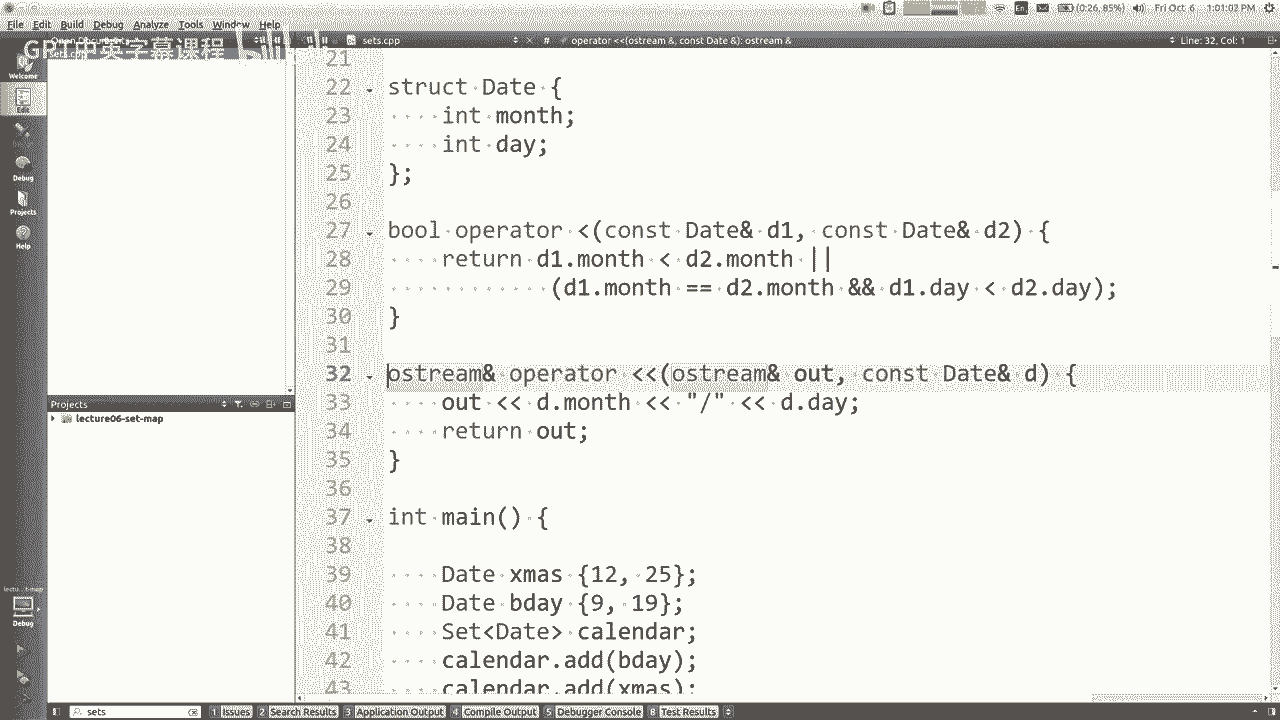 File Edit Build Debug Analyze Tools Window Help
(0:26, 85%) Fri Oct 6 1:01:02 PM
GPT中英字幕课程
sets.cpp # operator <<(ostream &, const Date &): ostream & Line: 32, Col: 1
Welcome
Edit
Debug
Projects
Help
Projects
lecture06-set-map
Debug
21
22 struct Date {
23 int month;
24 int day;
25 };
26
27 bool operator <(const Date& d1, const Date& d2) {
28 return d1.month < d2.month ||
29 (d1.month == d2.month && d1.day < d2.day);
30 }
31
32 ostream& operator <<(ostream& out, const Date& d) {
33 out << d.month << "/" << d.day;
34 return out;
35 }
36
37 int main() {
38
39 Date xmas {12, 25};
40 Date bday {9, 19};
41 Set<Date> calendar;
42 calendar.add(bday);
43 calendar.add(xmas);
sets 1 Issues 2 Search Results 3 Application Output 4 Compile Output 5 Debugger Console 8 Test Results